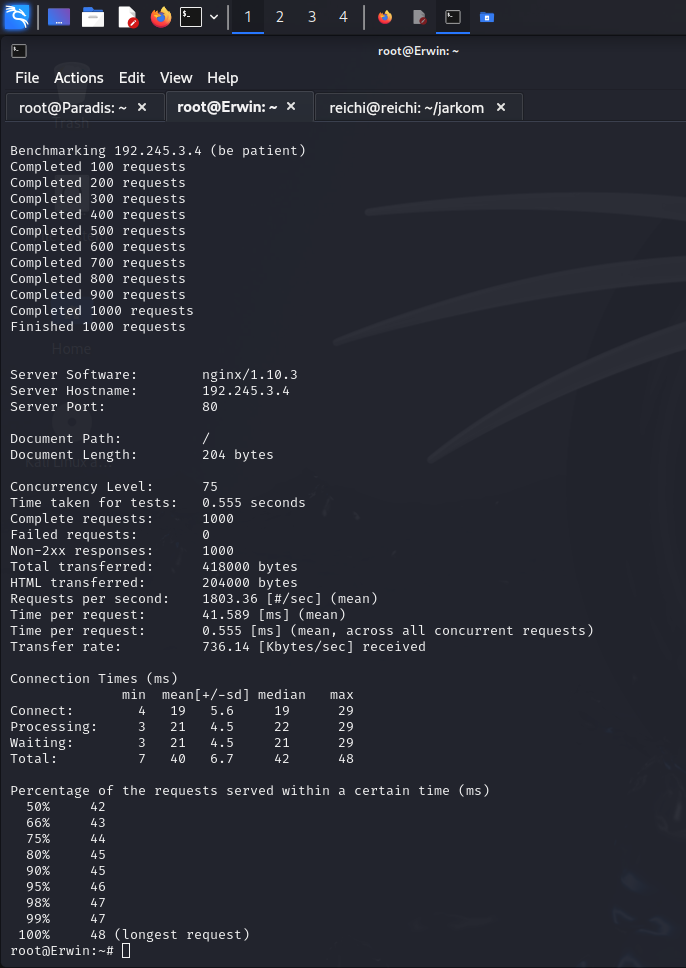 1 2 3 4
root@Erwin: ~
File Actions Edit View Help
root@Paradis: ~ × root@Erwin: ~ × reichi@reichi: ~/jarkom ×
Trash
Benchmarking 192.245.3.4 (be patient)
Completed 100 requests
Completed 200 requests
Completed 300 requests
Completed 400 requests
Completed 500 requests
Completed 600 requests
Completed 700 requests
Completed 800 requests
Completed 900 requests
Completed 1000 requests
Finished 1000 requests
Home
Server Software: nginx/1.10.3
Server Hostname: 192.245.3.4
Server Port: 80
Document Path: /
Document Length: 204 bytes
Concurrency Level: 75
Time taken for tests: 0.555 seconds
Complete requests: 1000
Failed requests: 0
Non-2xx responses: 1000
Total transferred: 418000 bytes
HTML transferred: 204000 bytes
Requests per second: 1803.36 [#/sec] (mean)
Time per request: 41.589 [ms] (mean)
Time per request: 0.555 [ms] (mean, across all concurrent requests)
Transfer rate: 736.14 [Kbytes/sec] received
Connection Times (ms)
min mean[+/-sd] median max
Connect: 4 19 5.6 19 29
Processing: 3 21 4.5 22 29
Waiting: 3 21 4.5 21 29
Total: 7 40 6.7 42 48
Percentage of the requests served within a certain time (ms)
50% 42
66% 43
75% 44
80% 45
90% 45
95% 46
98% 47
99% 47
100% 48 (longest request)
root@Erwin:~#